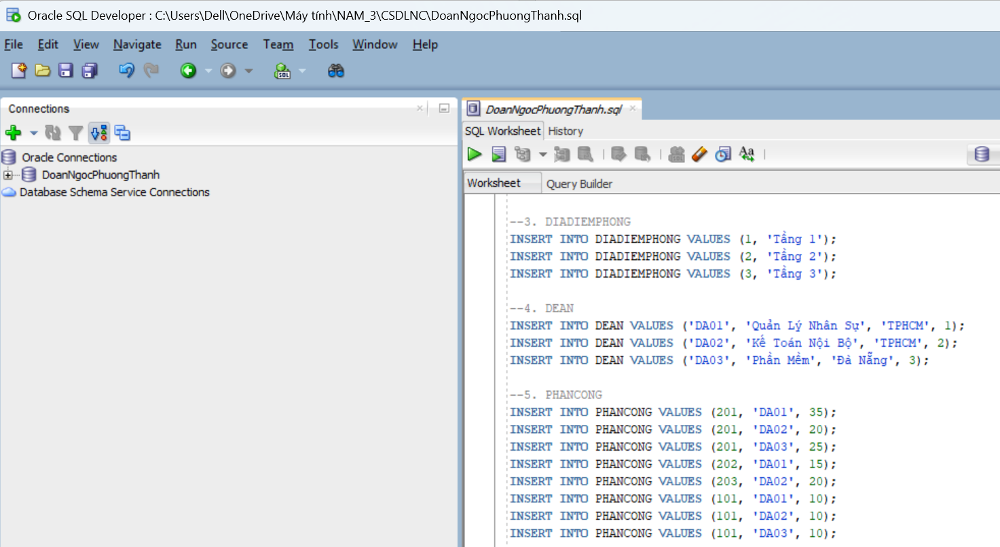 Oracle SQL Developer : C:\Users\Dell\OneDrive\Máy tính\NAM_3\CSDLNC\DoanNgocPhuongThanh.sql
File Edit View Navigate Run Source Team Tools Window Help
SQL
Connections
Oracle Connections
DoanNgocPhuongThanh
Database Schema Service Connections
DoanNgocPhuongThanh.sql
SQL Worksheet History
SQL Aa
Worksheet Query Builder
--3. DIADIEMPHONG
INSERT INTO DIADIEMPHONG VALUES (1, 'Tầng 1');
INSERT INTO DIADIEMPHONG VALUES (2, 'Tầng 2');
INSERT INTO DIADIEMPHONG VALUES (3, 'Tầng 3');
--4. DEAN
INSERT INTO DEAN VALUES ('DA01', 'Quản Lý Nhân Sự', 'TPHCM', 1);
INSERT INTO DEAN VALUES ('DA02', 'Kế Toán Nội Bộ', 'TPHCM', 2);
INSERT INTO DEAN VALUES ('DA03', 'Phần Mềm', 'Đà Nẵng', 3);
--5. PHANCONG
INSERT INTO PHANCONG VALUES (201, 'DA01', 35);
INSERT INTO PHANCONG VALUES (201, 'DA02', 20);
INSERT INTO PHANCONG VALUES (201, 'DA03', 25);
INSERT INTO PHANCONG VALUES (202, 'DA01', 15);
INSERT INTO PHANCONG VALUES (203, 'DA02', 20);
INSERT INTO PHANCONG VALUES (101, 'DA01', 10);
INSERT INTO PHANCONG VALUES (101, 'DA02', 10);
INSERT INTO PHANCONG VALUES (101, 'DA03', 10);